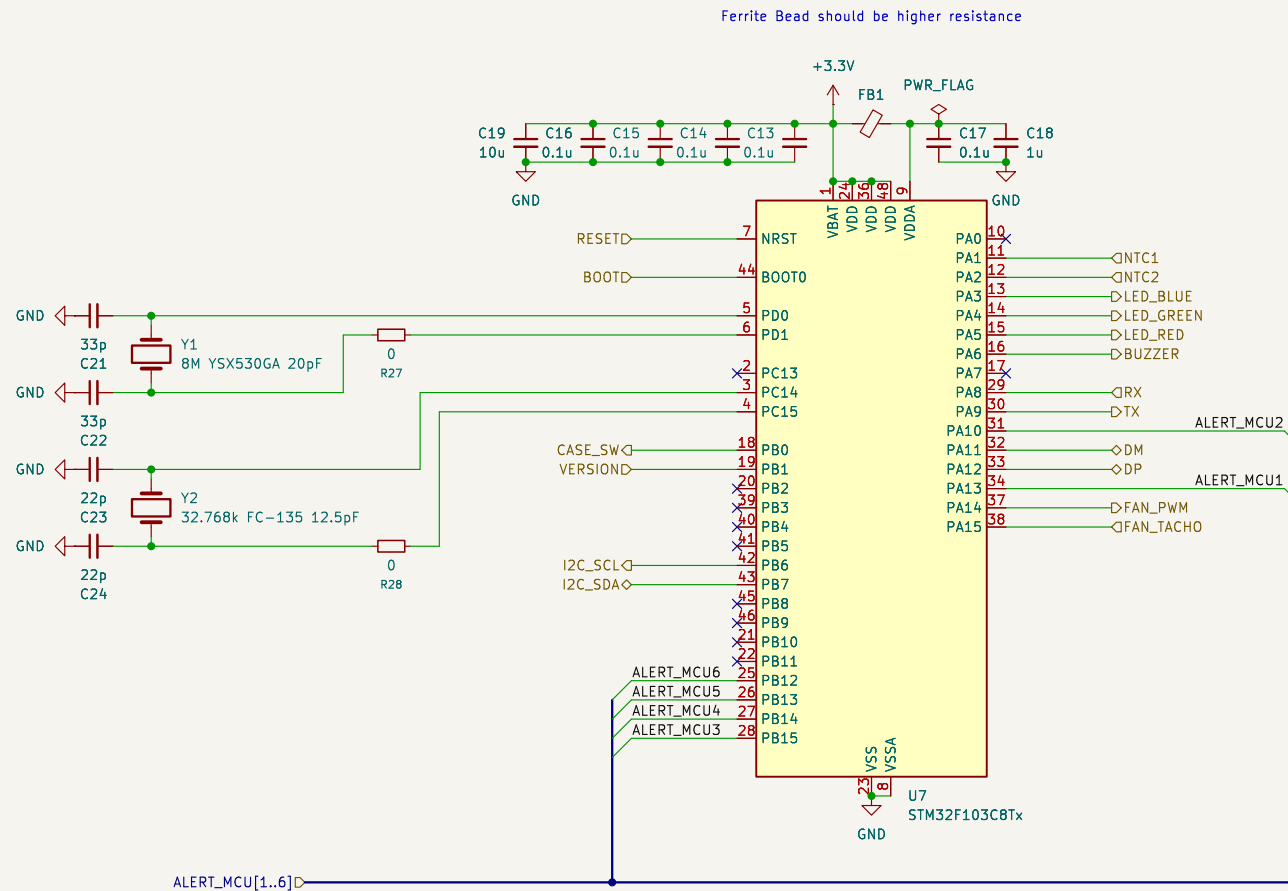 Ferrite Bead should be higher resistance
+3.3V
PWR_FLAG
FB1
C19 C16 C15 C14 C13 C17 C18
10u 0.1u 0.1u 0.1u 0.1u 0.1u 1u
GND GND
1 24 36 48 9
VBAT VDD VDD VDD VDDA
RESET 7 NRST
PA0 10
PA1 11 NTC1
BOOT 44 BOOT0
PA2 12 NTC2
PA3 13 LED_BLUE
GND 5 PD0
PA4 14 LED_GREEN
6 PD1
PA5 15 LED_RED
33p
C21
Y1
8M YSX530GA 20pF
0
R27
PA6 16 BUZZER
2 PC13
PA7 17
GND 3 PC14
PA8 29 RX
4 PC15
PA9 30 TX
33p
C22
PA10 31 ALERT_MCU2
CASE_SW 18 PB0
PA11 32 DM
GND
VERSION 19 PB1
PA12 33 DP
20 PB2
PA13 34 ALERT_MCU1
22p
C23
Y2
32.768k FC-135 12.5pF
39 PB3
PA14 37 FAN_PWM
40 PB4
PA15 38 FAN_TACHO
GND
41 PB5
0
R28
22p
C24
I2C_SCL 42 PB6
I2C_SDA 43 PB7
45 PB8
46 PB9
21 PB10
22 PB11
ALERT_MCU6 25 PB12
ALERT_MCU5 26 PB13
ALERT_MCU4 27 PB14
ALERT_MCU3 28 PB15
VSS VSSA
23 8
U7
STM32F103C8Tx
GND
ALERT_MCU[1..6]